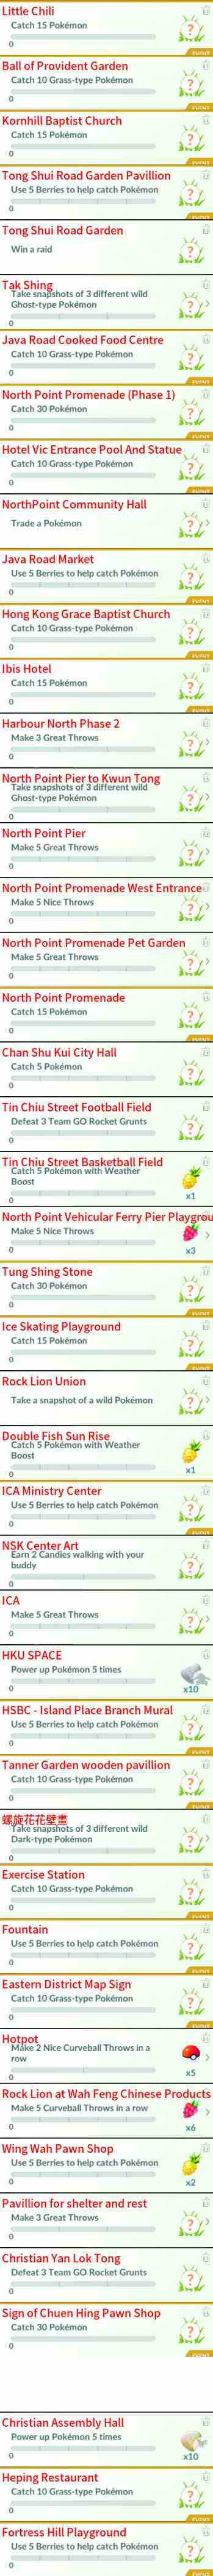 Little Chili
Catch 15 Pokémon
0
EVENT
Ball of Provident Garden
Catch 10 Grass-type Pokémon
0
EVENT
Kornhill Baptist Church
Catch 15 Pokémon
0
EVENT
Tong Shui Road Garden Pavillion
Use 5 Berries to help catch Pokémon
0
EVENT
Tong Shui Road Garden
Win a raid
Tak Shing
Take snapshots of 3 different wild
Ghost-type Pokémon
0
EVENT
Java Road Cooked Food Centre
Catch 10 Grass-type Pokémon
0
EVENT
North Point Promenade (Phase 1)
Catch 30 Pokémon
0
EVENT
Hotel Vic Entrance Pool And Statue
Catch 10 Grass-type Pokémon
0
EVENT
NorthPoint Community Hall
Trade a Pokémon
Java Road Market
Use 5 Berries to help catch Pokémon
0
EVENT
Hong Kong Grace Baptist Church
Catch 10 Grass-type Pokémon
0
EVENT
Ibis Hotel
Catch 15 Pokémon
0
Harbour North Phase 2
Make 3 Great Throws
0
North Point Pier to Kwun Tong
Take snapshots of 3 different wild
Ghost-type Pokémon
0
North Point Pier
Make 5 Great Throws
0
North Point Promenade West Entrance
Make 5 Nice Throws
0
North Point Promenade Pet Garden
Make 5 Great Throws
0
North Point Promenade
Catch 15 Pokémon
0
EVENT
Chan Shu Kui City Hall
Catch 5 Pokémon
0
Tin Chiu Street Football Field
Defeat 3 Team GO Rocket Grunts
0
Tin Chiu Street Basketball Field
Catch 5 Pokémon with Weather
Boost
0
x1
North Point Vehicular Ferry Pier Playgrou
Make 5 Nice Throws
0
x3
Tung Shing Stone
Catch 30 Pokémon
0
EVENT
Ice Skating Playground
Catch 15 Pokémon
0
EVENT
Rock Lion Union
Take a snapshot of a wild Pokémon
Double Fish Sun Rise
Catch 5 Pokémon with Weather
Boost
0
x1
ICA Ministry Center
Use 5 Berries to help catch Pokémon
0
EVENT
NSK Center Art
Earn 2 Candies walking with your
buddy
0
ICA
Make 5 Great Throws
0
HKU SPACE
Power up Pokémon 5 times
0
x10
HSBC - Island Place Branch Mural
Use 5 Berries to help catch Pokémon
0
EVENT
Tanner Garden wooden pavillion
Catch 10 Grass-type Pokémon
0
EVENT
螺旋花花壁畫
Take snapshots of 3 different wild
Dark-type Pokémon
0
Exercise Station
Catch 10 Grass-type Pokémon
0
EVENT
Fountain
Use 5 Berries to help catch Pokémon
0
EVENT
Eastern District Map Sign
Catch 10 Grass-type Pokémon
0
EVENT
Hotpot
Make 2 Nice Curveball Throws in a
row
0
x5
Rock Lion at Wah Feng Chinese Products
Make 5 Curveball Throws in a row
0
x6
Wing Wah Pawn Shop
Use 5 Berries to help catch Pokémon
0
x2
Pavillion for shelter and rest
Make 3 Great Throws
0
Christian Yan Lok Tong
Defeat 3 Team GO Rocket Grunts
0
Sign of Chuen Hing Pawn Shop
Catch 30 Pokémon
0
EVENT
Christian Assembly Hall
Power up Pokémon 5 times
0
x10
Heping Restaurant
Catch 10 Grass-type Pokémon
0
EVENT
Fortress Hill Playground
Use 5 Berries to help catch Pokémon
0
EVENT